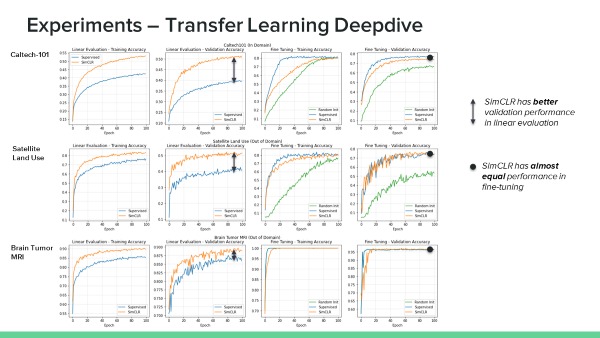 Experiments – Transfer Learning Deepdive
Caltech-101
Caltech101 (In Domain)
Linear Evaluation - Training Accuracy
Linear Evaluation - Validation Accuracy
Fine Tuning - Training Accuracy
Fine Tuning - Validation Accuracy
Supervised
SimCLR
Supervised
SimCLR
Random Init
Supervised
SimCLR
Random Init
Supervised
SimCLR
Epoch
Epoch
Epoch
Epoch
SimCLR has better
validation performance
in linear evaluation
Satellite
Land Use
Satellite Land Use (Out of Domain)
Linear Evaluation - Training Accuracy
Linear Evaluation - Validation Accuracy
Fine Tuning - Training Accuracy
Fine Tuning - Validation Accuracy
Supervised
SimCLR
Supervised
SimCLR
Random Init
Supervised
SimCLR
Random Init
Supervised
SimCLR
Epoch
Epoch
Epoch
Epoch
SimCLR has almost
equal performance in
fine-tuning
Brain Tumor
MRI
Brain Tumor MRI (Out of Domain)
Linear Evaluation - Training Accuracy
Linear Evaluation - Validation Accuracy
Fine Tuning - Training Accuracy
Fine Tuning - Validation Accuracy
Supervised
SimCLR
Supervised
SimCLR
Random Init
Supervised
SimCLR
Random Init
Supervised
SimCLR
Epoch
Epoch
Epoch
Epoch